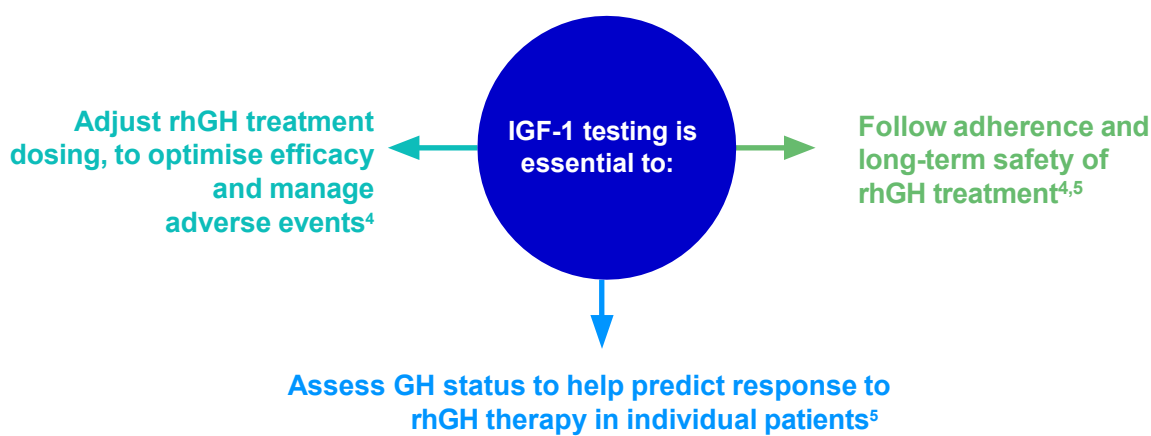 IGF-1 testing is
essential to:
Adjust rhGH treatment
dosing, to optimise efficacy
and manage
adverse events⁴
Follow adherence and
long-term safety of
rhGH treatment⁴,⁵
Assess GH status to help predict response to
rhGH therapy in individual patients⁵